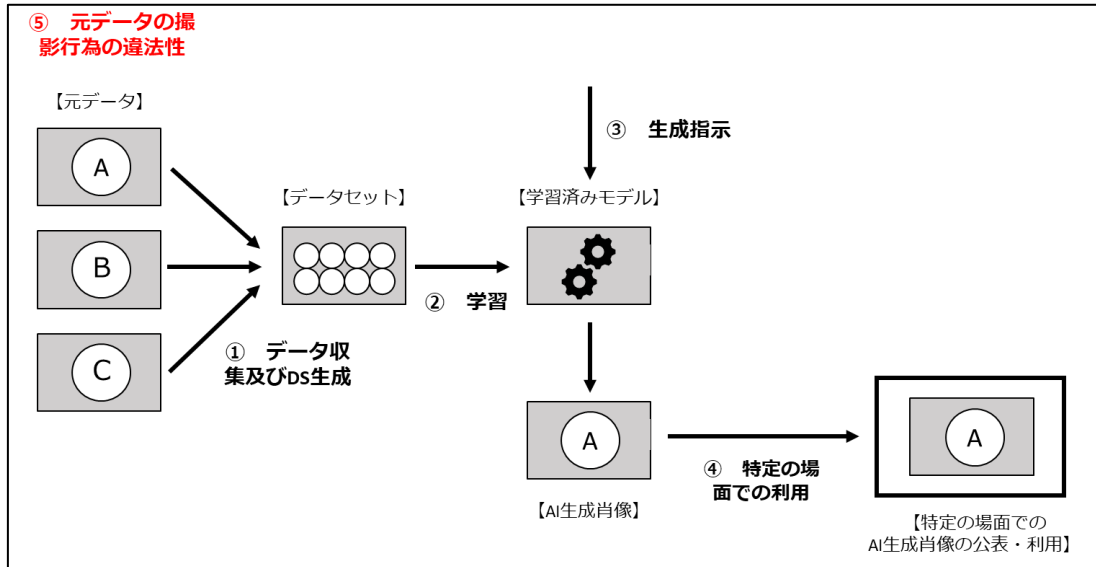 ⑤ 元データの撮
影行為の違法性
【元データ】
A
B
C
① データ収
集及びDS生成
【データセット】
② 学習
③ 生成指示
【学習済みモデル】
A
【AI生成肖像】
④ 特定の場
面での利用
A
【特定の場面での
AI生成肖像の公表・利用】